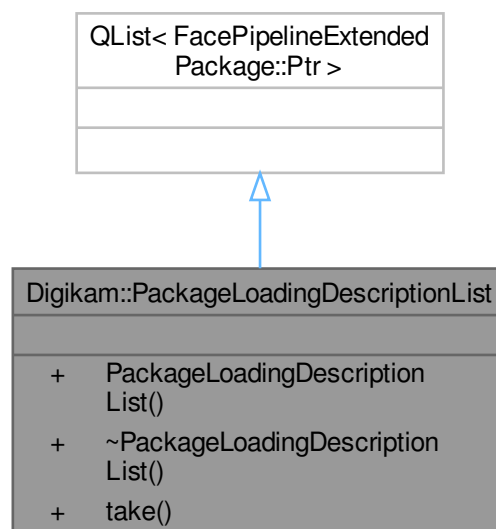 QList< FacePipelineExtended
Package::Ptr >
Digikam::PackageLoadingDescriptionList
+ PackageLoadingDescription
List()
+ ~PackageLoadingDescription
List()
+ take()